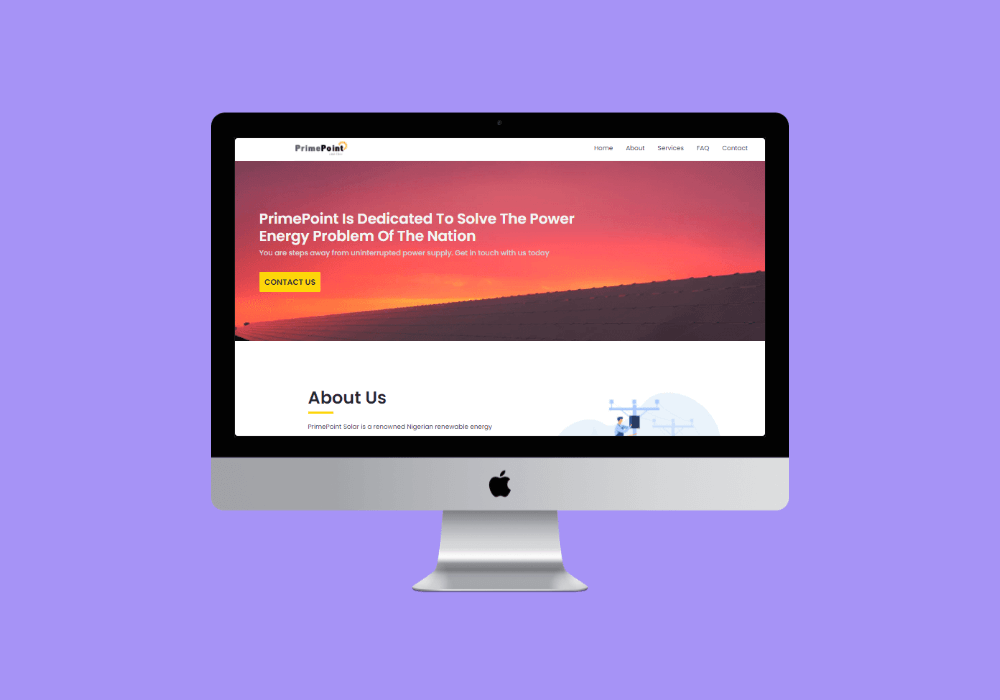 PrimePoint
Home About Services FAQ Contact
PrimePoint Is Dedicated To Solve The Power
Energy Problem Of The Nation
You are steps away from uninterrupted power supply. Get in touch with us today
CONTACT US
About Us
PrimePoint Solar is a renowned Nigerian renewable energy